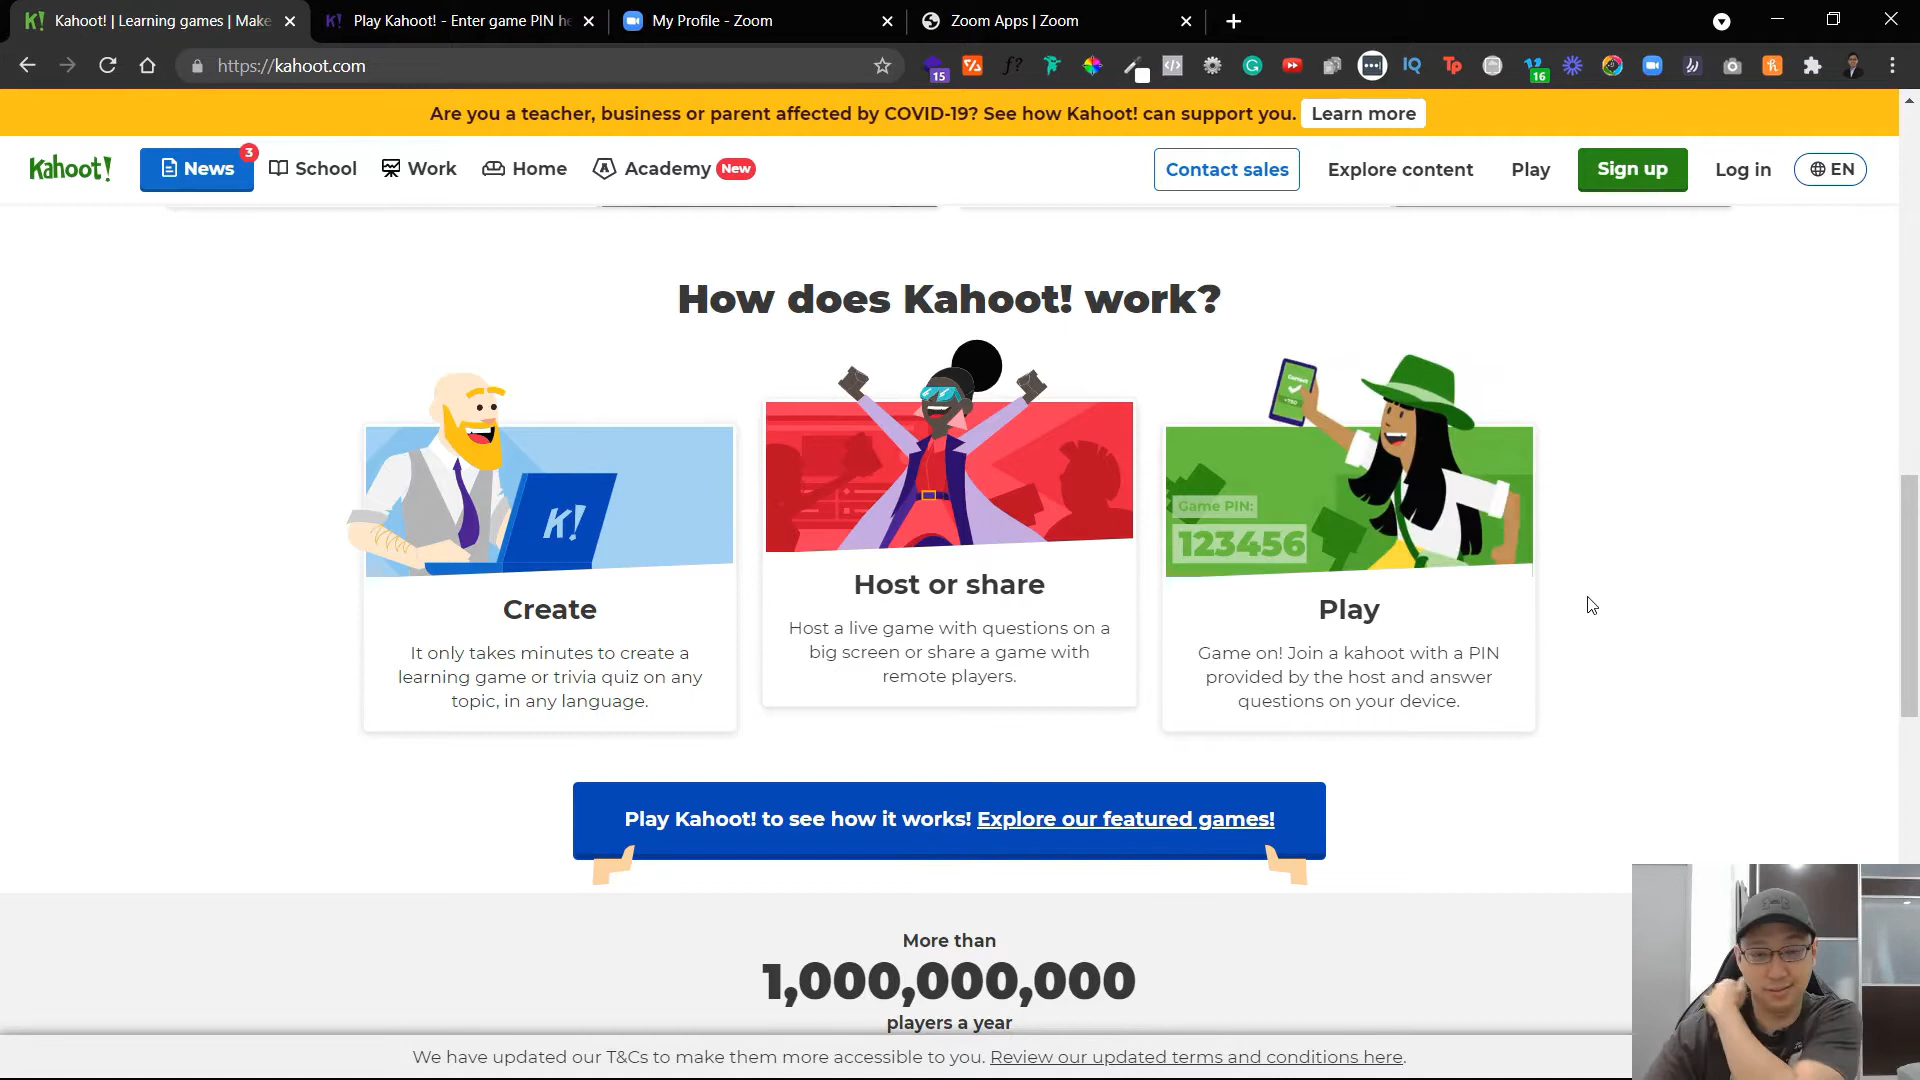 Kahoot! | Learning games | Make
Play Kahoot! - Enter game PIN he
My Profile - Zoom
Zoom Apps | Zoom
https://kahoot.com
15
f?
IQ
Tp
16
Are you a teacher, business or parent affected by COVID-19? See how Kahoot! can support you. Learn more
Kahoot!
News
3
School
Work
Home
Academy
New
Contact sales
Explore content
Play
Sign up
Log in
EN
How does Kahoot! work?
K!
Game PIN:
123456
Create
It only takes minutes to create a
learning game or trivia quiz on any
topic, in any language.
Host or share
Host a live game with questions on a
big screen or share a game with
remote players.
Play
Game on! Join a kahoot with a PIN
provided by the host and answer
questions on your device.
Play Kahoot! to see how it works! Explore our featured games!
More than
1,000,000,000
players a year
We have updated our T&Cs to make them more accessible to you. Review our updated terms and conditions here.